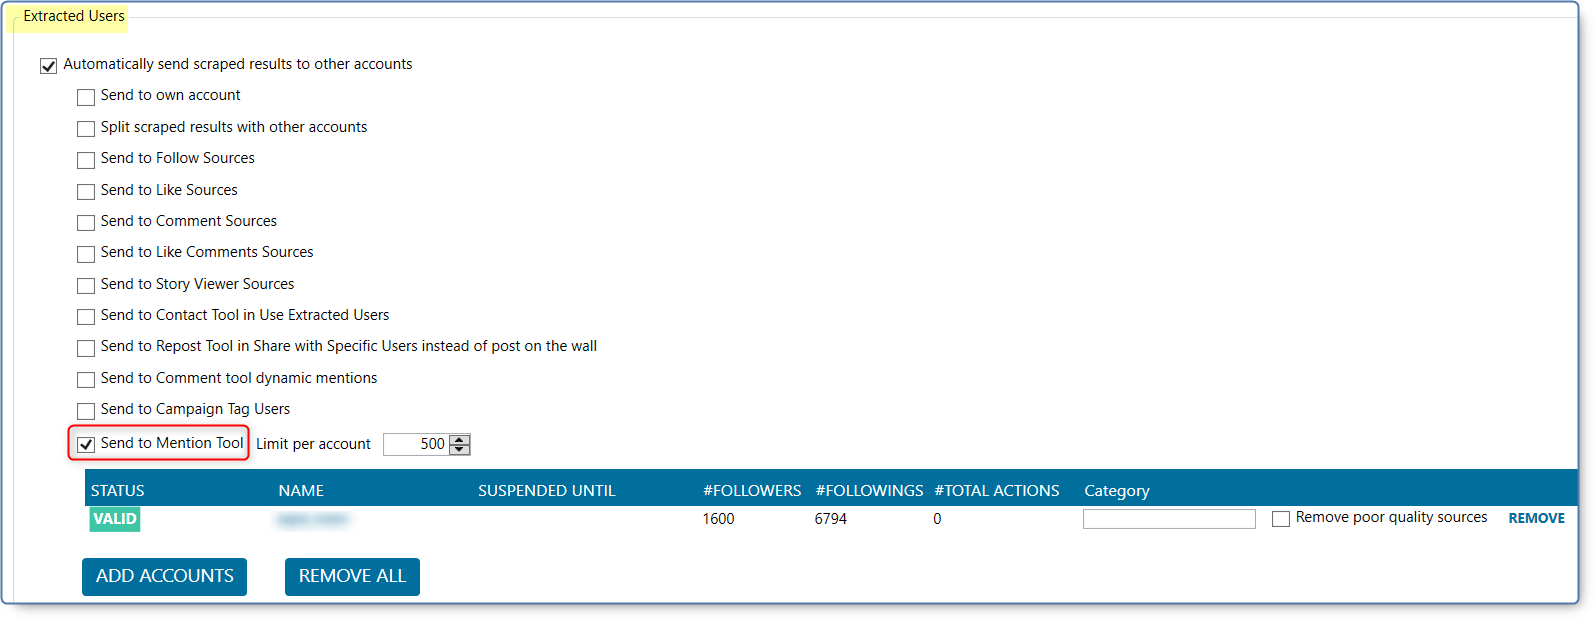 Extracted Users
Automatically send scraped results to other accounts
Send to own account
Split scraped results with other accounts
Send to Follow Sources
Send to Like Sources
Send to Comment Sources
Send to Like Comments Sources
Send to Story Viewer Sources
Send to Contact Tool in Use Extracted Users
Send to Repost Tool in Share with Specific Users instead of post on the wall
Send to Comment tool dynamic mentions
Send to Campaign Tag Users
Send to Mention Tool Limit per account 500
STATUS NAME SUSPENDED UNTIL #FOLLOWERS #FOLLOWINGS #TOTAL ACTIONS Category
VALID 1600 6794 0 Remove poor quality sources REMOVE
ADD ACCOUNTS REMOVE ALL